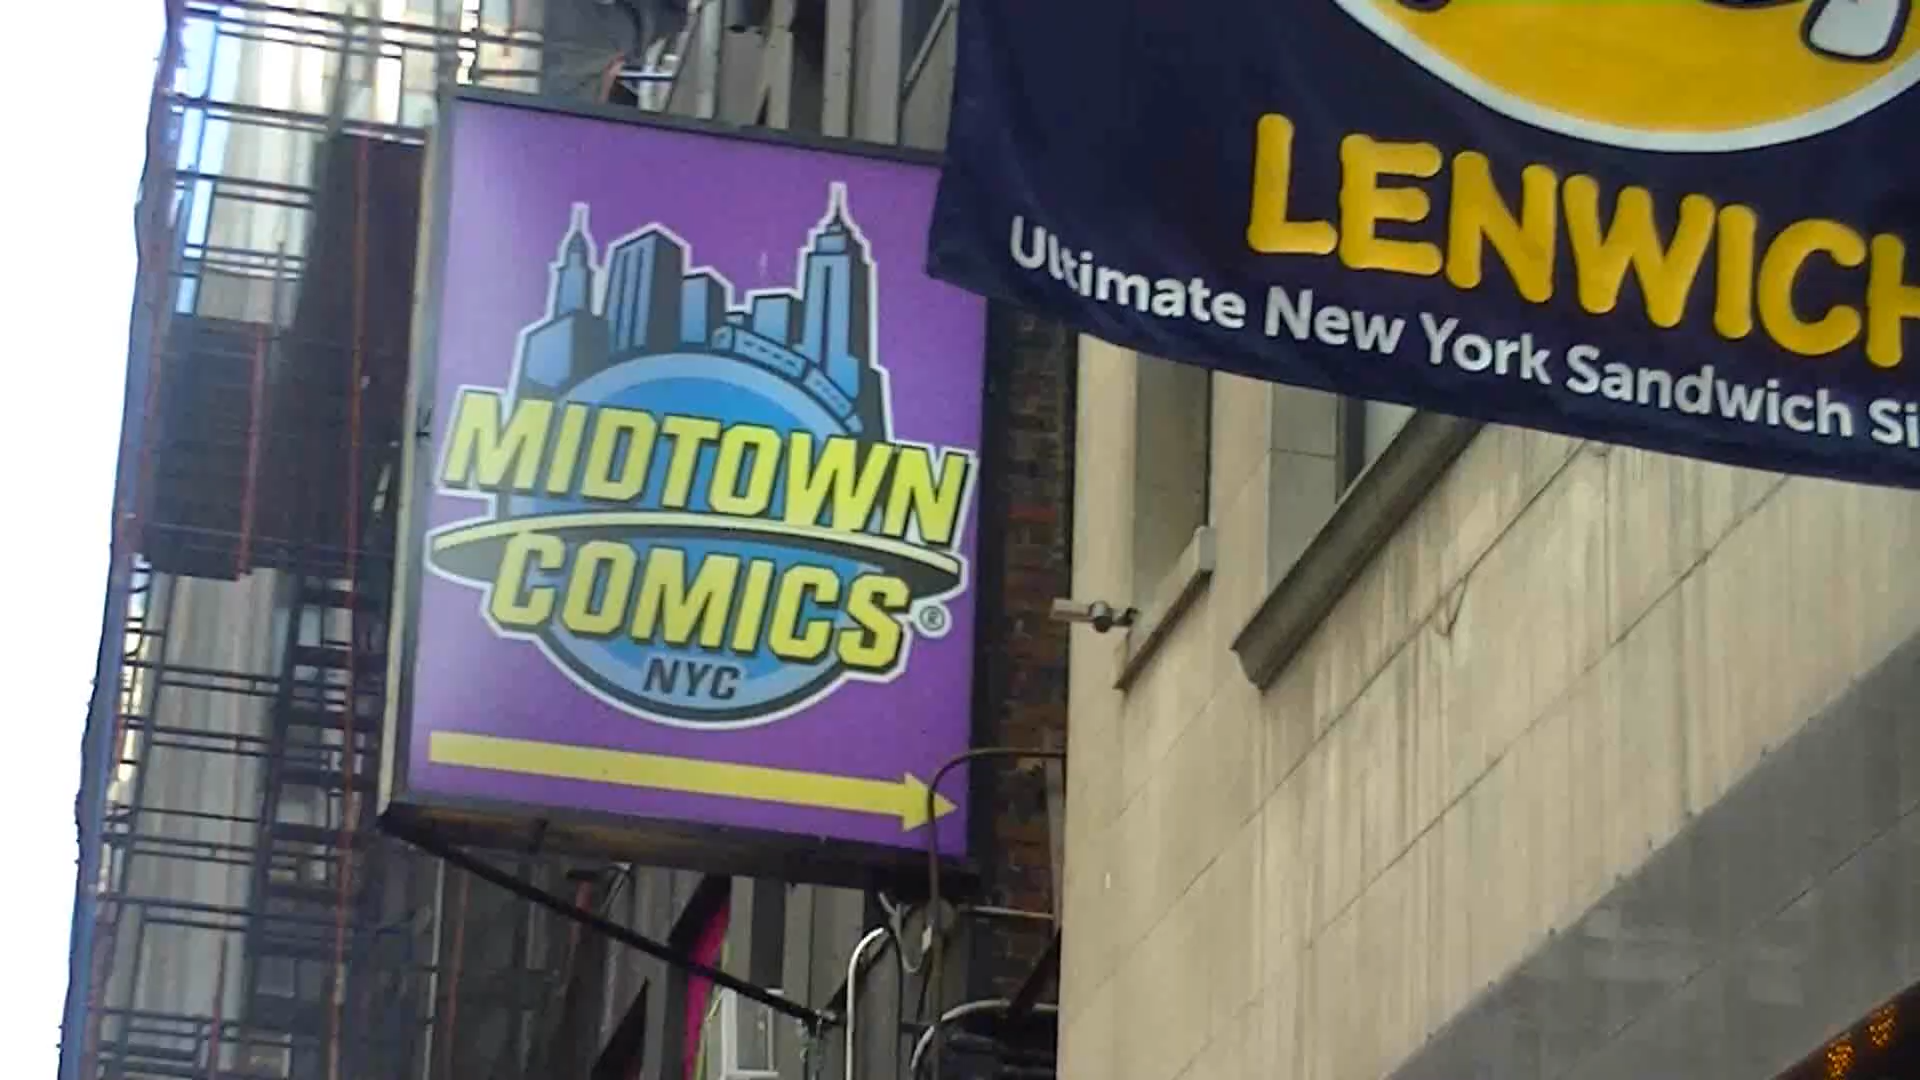 MIDTOWN
COMICS®
NYC
LENWICH
Ultimate New York Sandwich